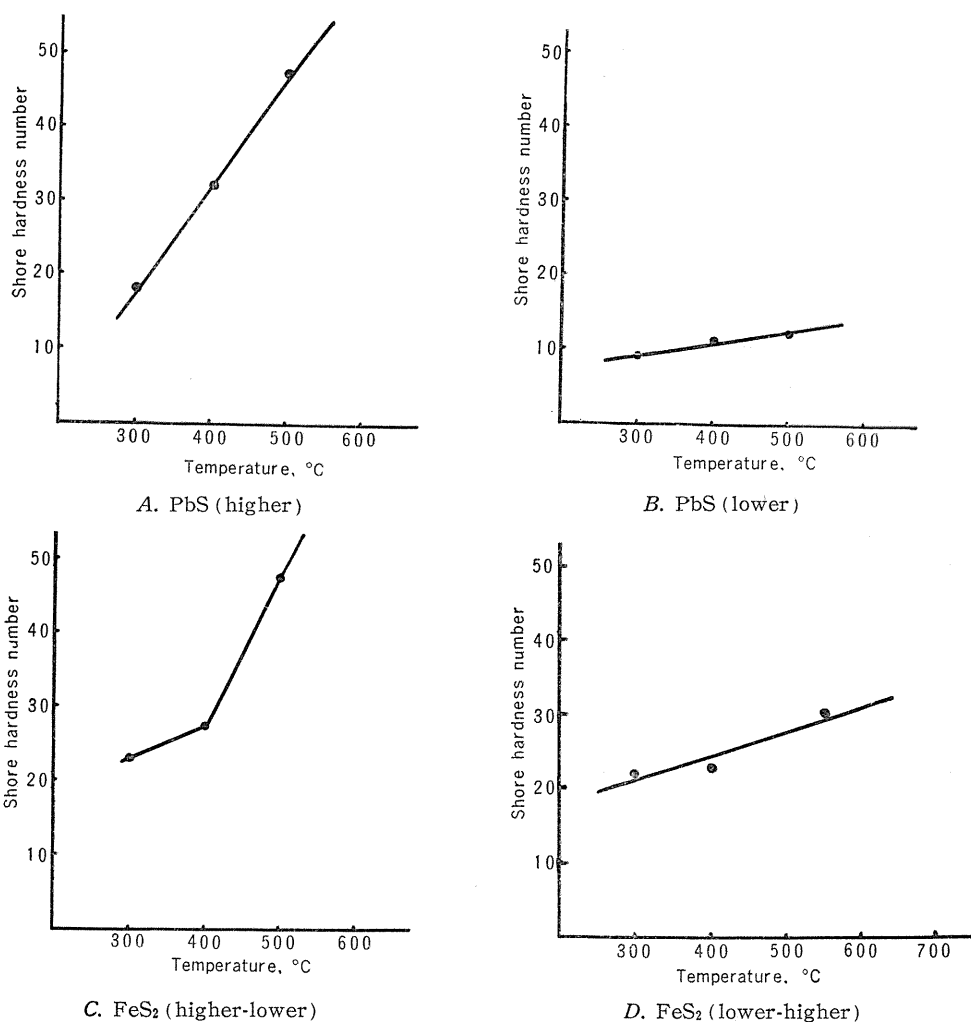 Shore hardness number
50
40
30
20
10
300 400 500 600
Temperature, °C
A. PbS (higher)
Shore hardness number
50
40
30
20
10
300 400 500 600
Temperature, °C
B. PbS (lower)
Shore hardness number
50
40
30
20
10
300 400 500 600
Temperature, °C
C. FeS₂ (higher-lower)
Shore hardness number
50
40
30
20
10
300 400 500 600 700
Temperature, °C
D. FeS₂ (lower-higher)